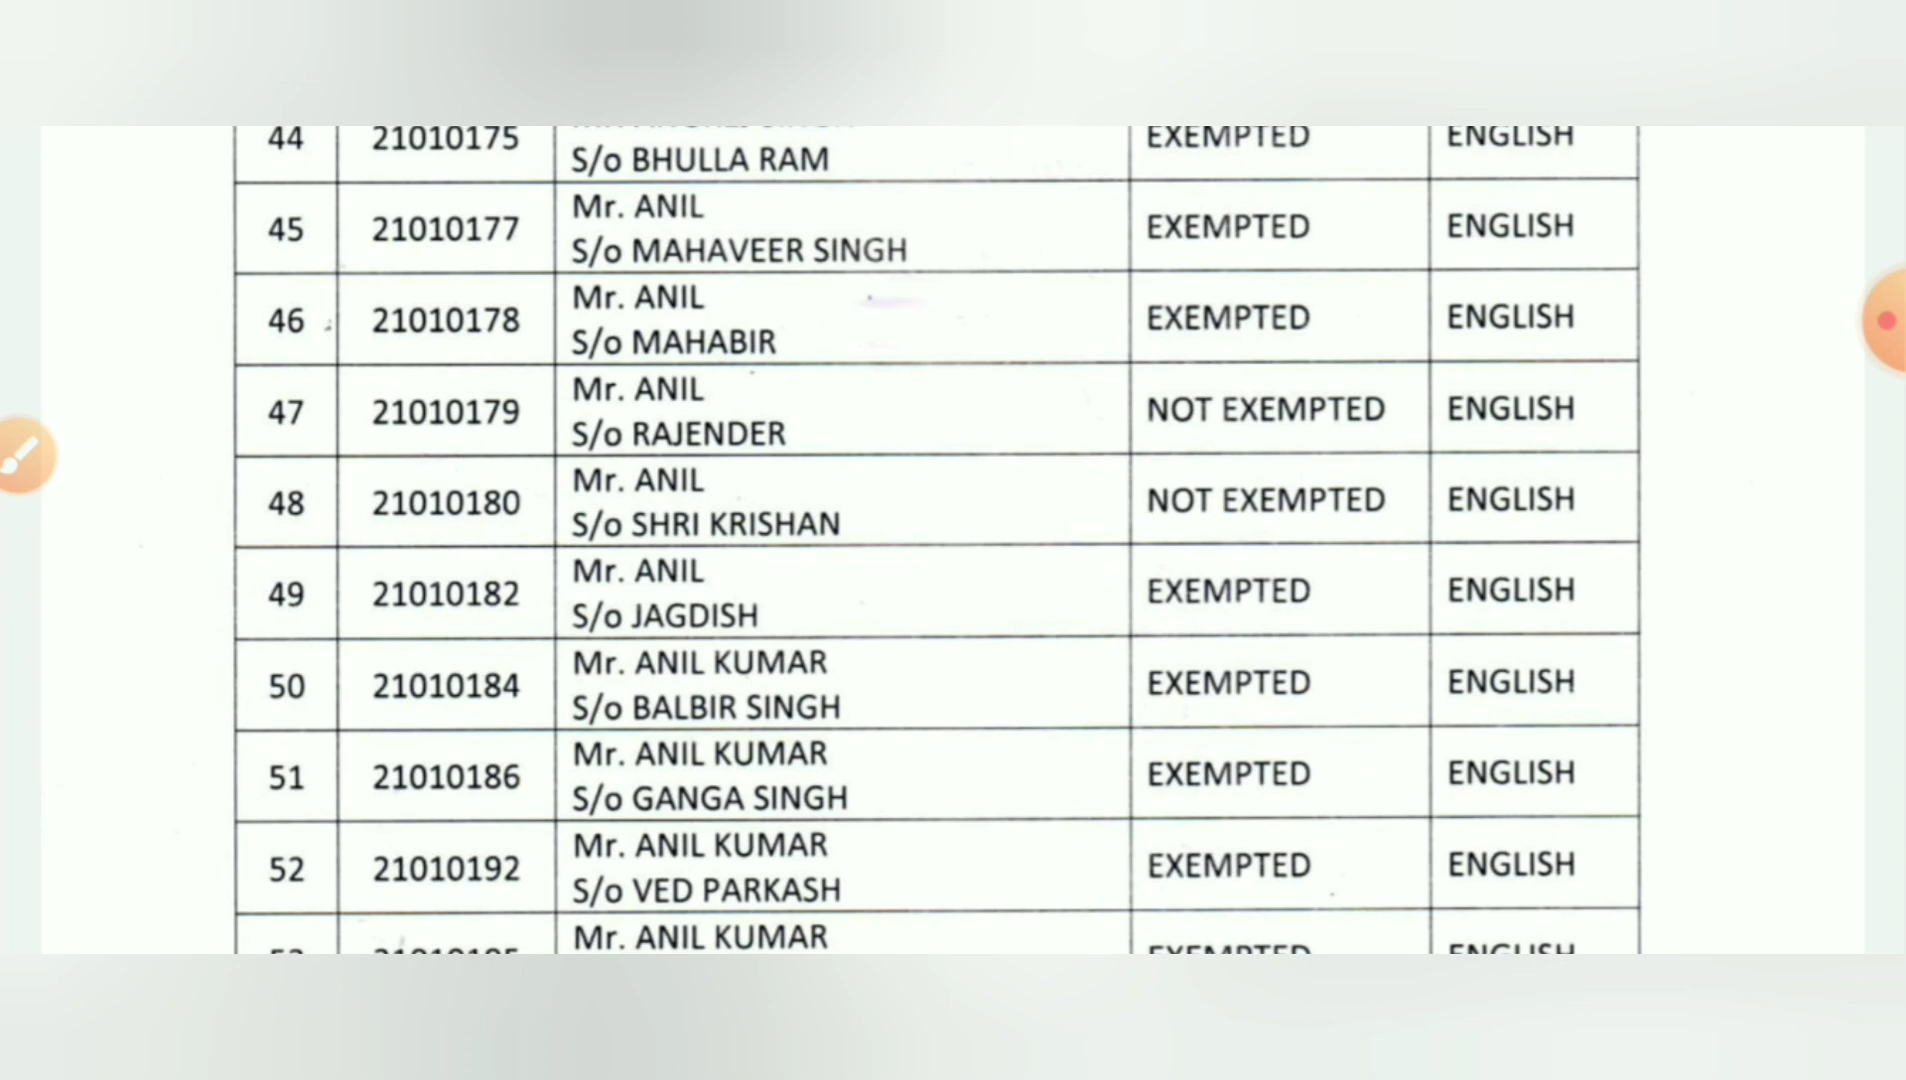 44 21010175 S/o BHULLA RAM EXEMPTED ENGLISH
45 21010177 Mr. ANIL EXEMPTED ENGLISH
S/o MAHAVEER SINGH
46 21010178 Mr. ANIL EXEMPTED ENGLISH
S/o MAHABIR
47 21010179 Mr. ANIL NOT EXEMPTED ENGLISH
S/o RAJENDER
48 21010180 Mr. ANIL NOT EXEMPTED ENGLISH
S/o SHRI KRISHAN
49 21010182 Mr. ANIL EXEMPTED ENGLISH
S/o JAGDISH
50 21010184 Mr. ANIL KUMAR EXEMPTED ENGLISH
S/o BALBIR SINGH
51 21010186 Mr. ANIL KUMAR EXEMPTED ENGLISH
S/o GANGA SINGH
52 21010192 Mr. ANIL KUMAR EXEMPTED ENGLISH
S/o VED PARKASH
Mr. ANIL KUMAR EXEMPTED ENGLISH